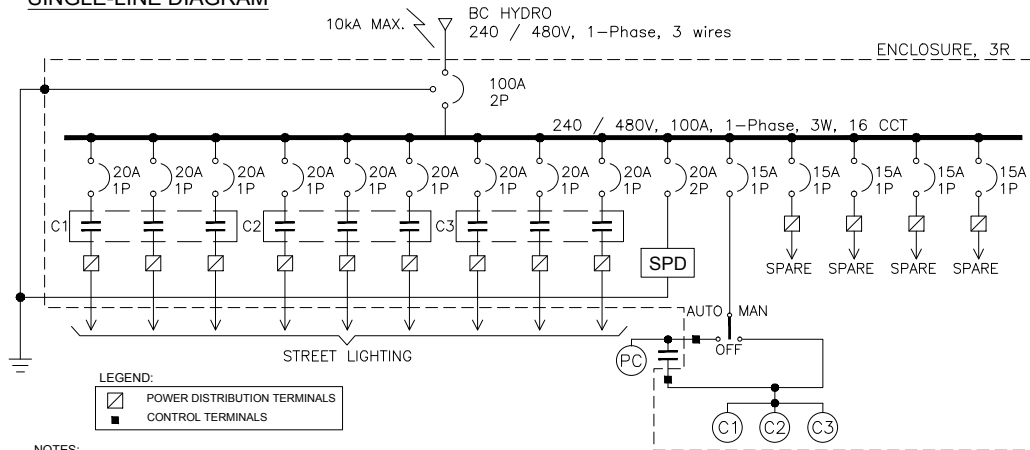 SINGLE-LINE DIAGRAM
10kA MAX.
BC HYDRO
240 / 480V, 1-Phase, 3 wires
ENCLOSURE, 3R
100A
2P
240 / 480V, 100A, 1-Phase, 3W, 16 CCT
20A 20A 20A 20A 20A 20A 20A 20A 20A 20A 15A 15A 15A 15A 15A
1P 1P 1P 1P 1P 1P 1P 1P 1P 2P 1P 1P 1P 1P 1P
C1 C2 C3
SPD
SPARE SPARE SPARE SPARE
AUTO MAN
OFF
STREET LIGHTING
PC
LEGEND:
POWER DISTRIBUTION TERMINALS
CONTROL TERMINALS
C1 C2 C3
NOTES: